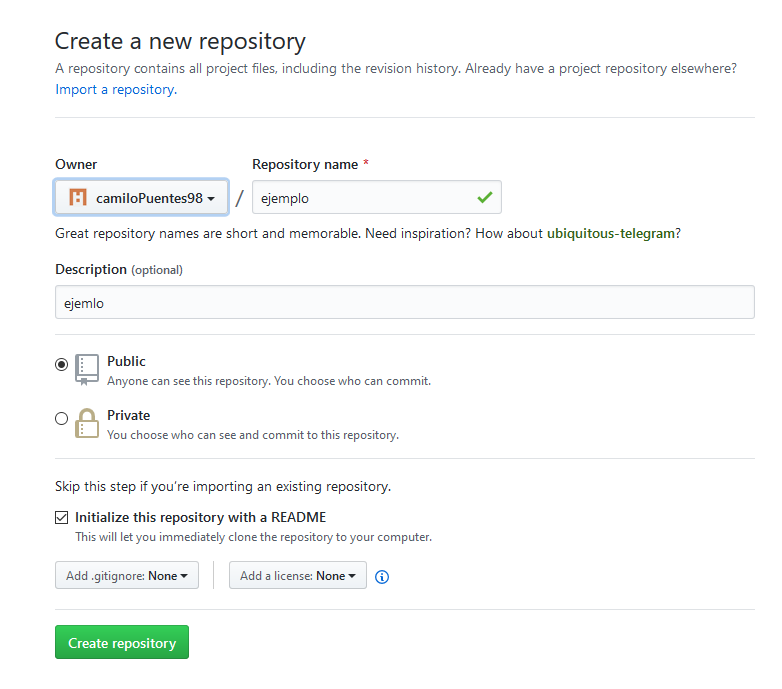 Create a new repository
A repository contains all project files, including the revision history. Already have a project repository elsewhere?
Import a repository.
Owner
Repository name *
camiloPuentes98 / ejemplo
Great repository names are short and memorable. Need inspiration? How about ubiquitous-telegram?
Description (optional)
ejemlo
Public
Anyone can see this repository. You choose who can commit.
Private
You choose who can see and commit to this repository.
Skip this step if you’re importing an existing repository.
Initialize this repository with a README
This will let you immediately clone the repository to your computer.
Add .gitignore: None
Add a license: None
Create repository